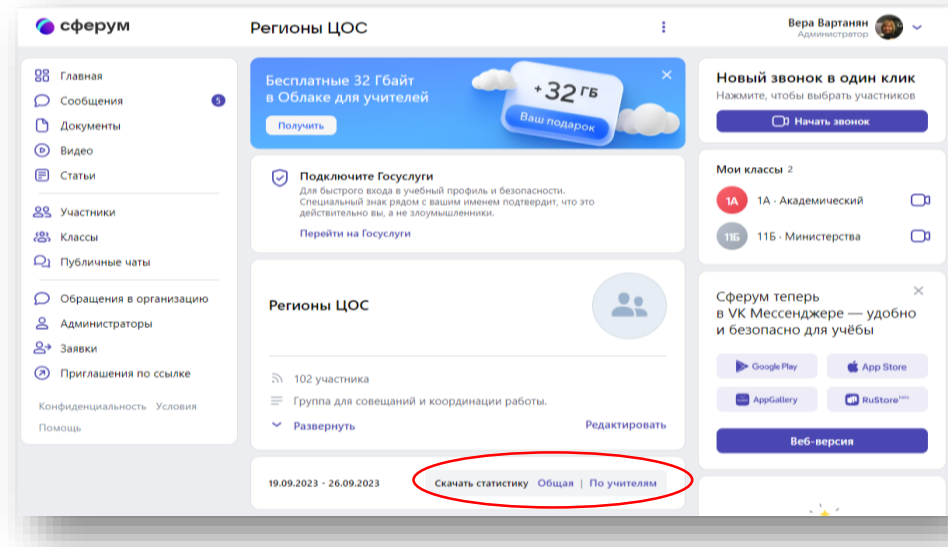 сферум
Регионы ЦОС
Вера Вартанян
Администратор
Главная
Сообщения 5
Документы
Видео
Статьи
Участники
Классы
Публичные чаты
Обращения в организацию
Администраторы
Заявки
Приглашения по ссылке
Конфиденциальность Условия
Помощь
Бесплатные 32 Гбайт
в Облаке для учителей
Получить
+32 ГБ
Ваш подарок
Подключите Госуслуги
Для быстрого входа в учебный профиль и безопасности.
Специальный знак рядом с вашим именем подтвердит, что это
действительно вы, а не злоумышленники.
Перейти на Госуслуги
Регионы ЦОС
102 участника
Группа для совещаний и координации работы.
Развернуть
Редактировать
19.09.2023 - 26.09.2023
Скачать статистику Общая | По учителям
Новый звонок в один клик
Нажмите, чтобы выбрать участников
Начать звонок
Мои классы 2
1А 1А · Академический
11Б 11Б · Министерства
Сферум теперь
в VK Мессенджере — удобно
и безопасно для учёбы
Google Play
App Store
AppGallery
RuStore
Веб-версия